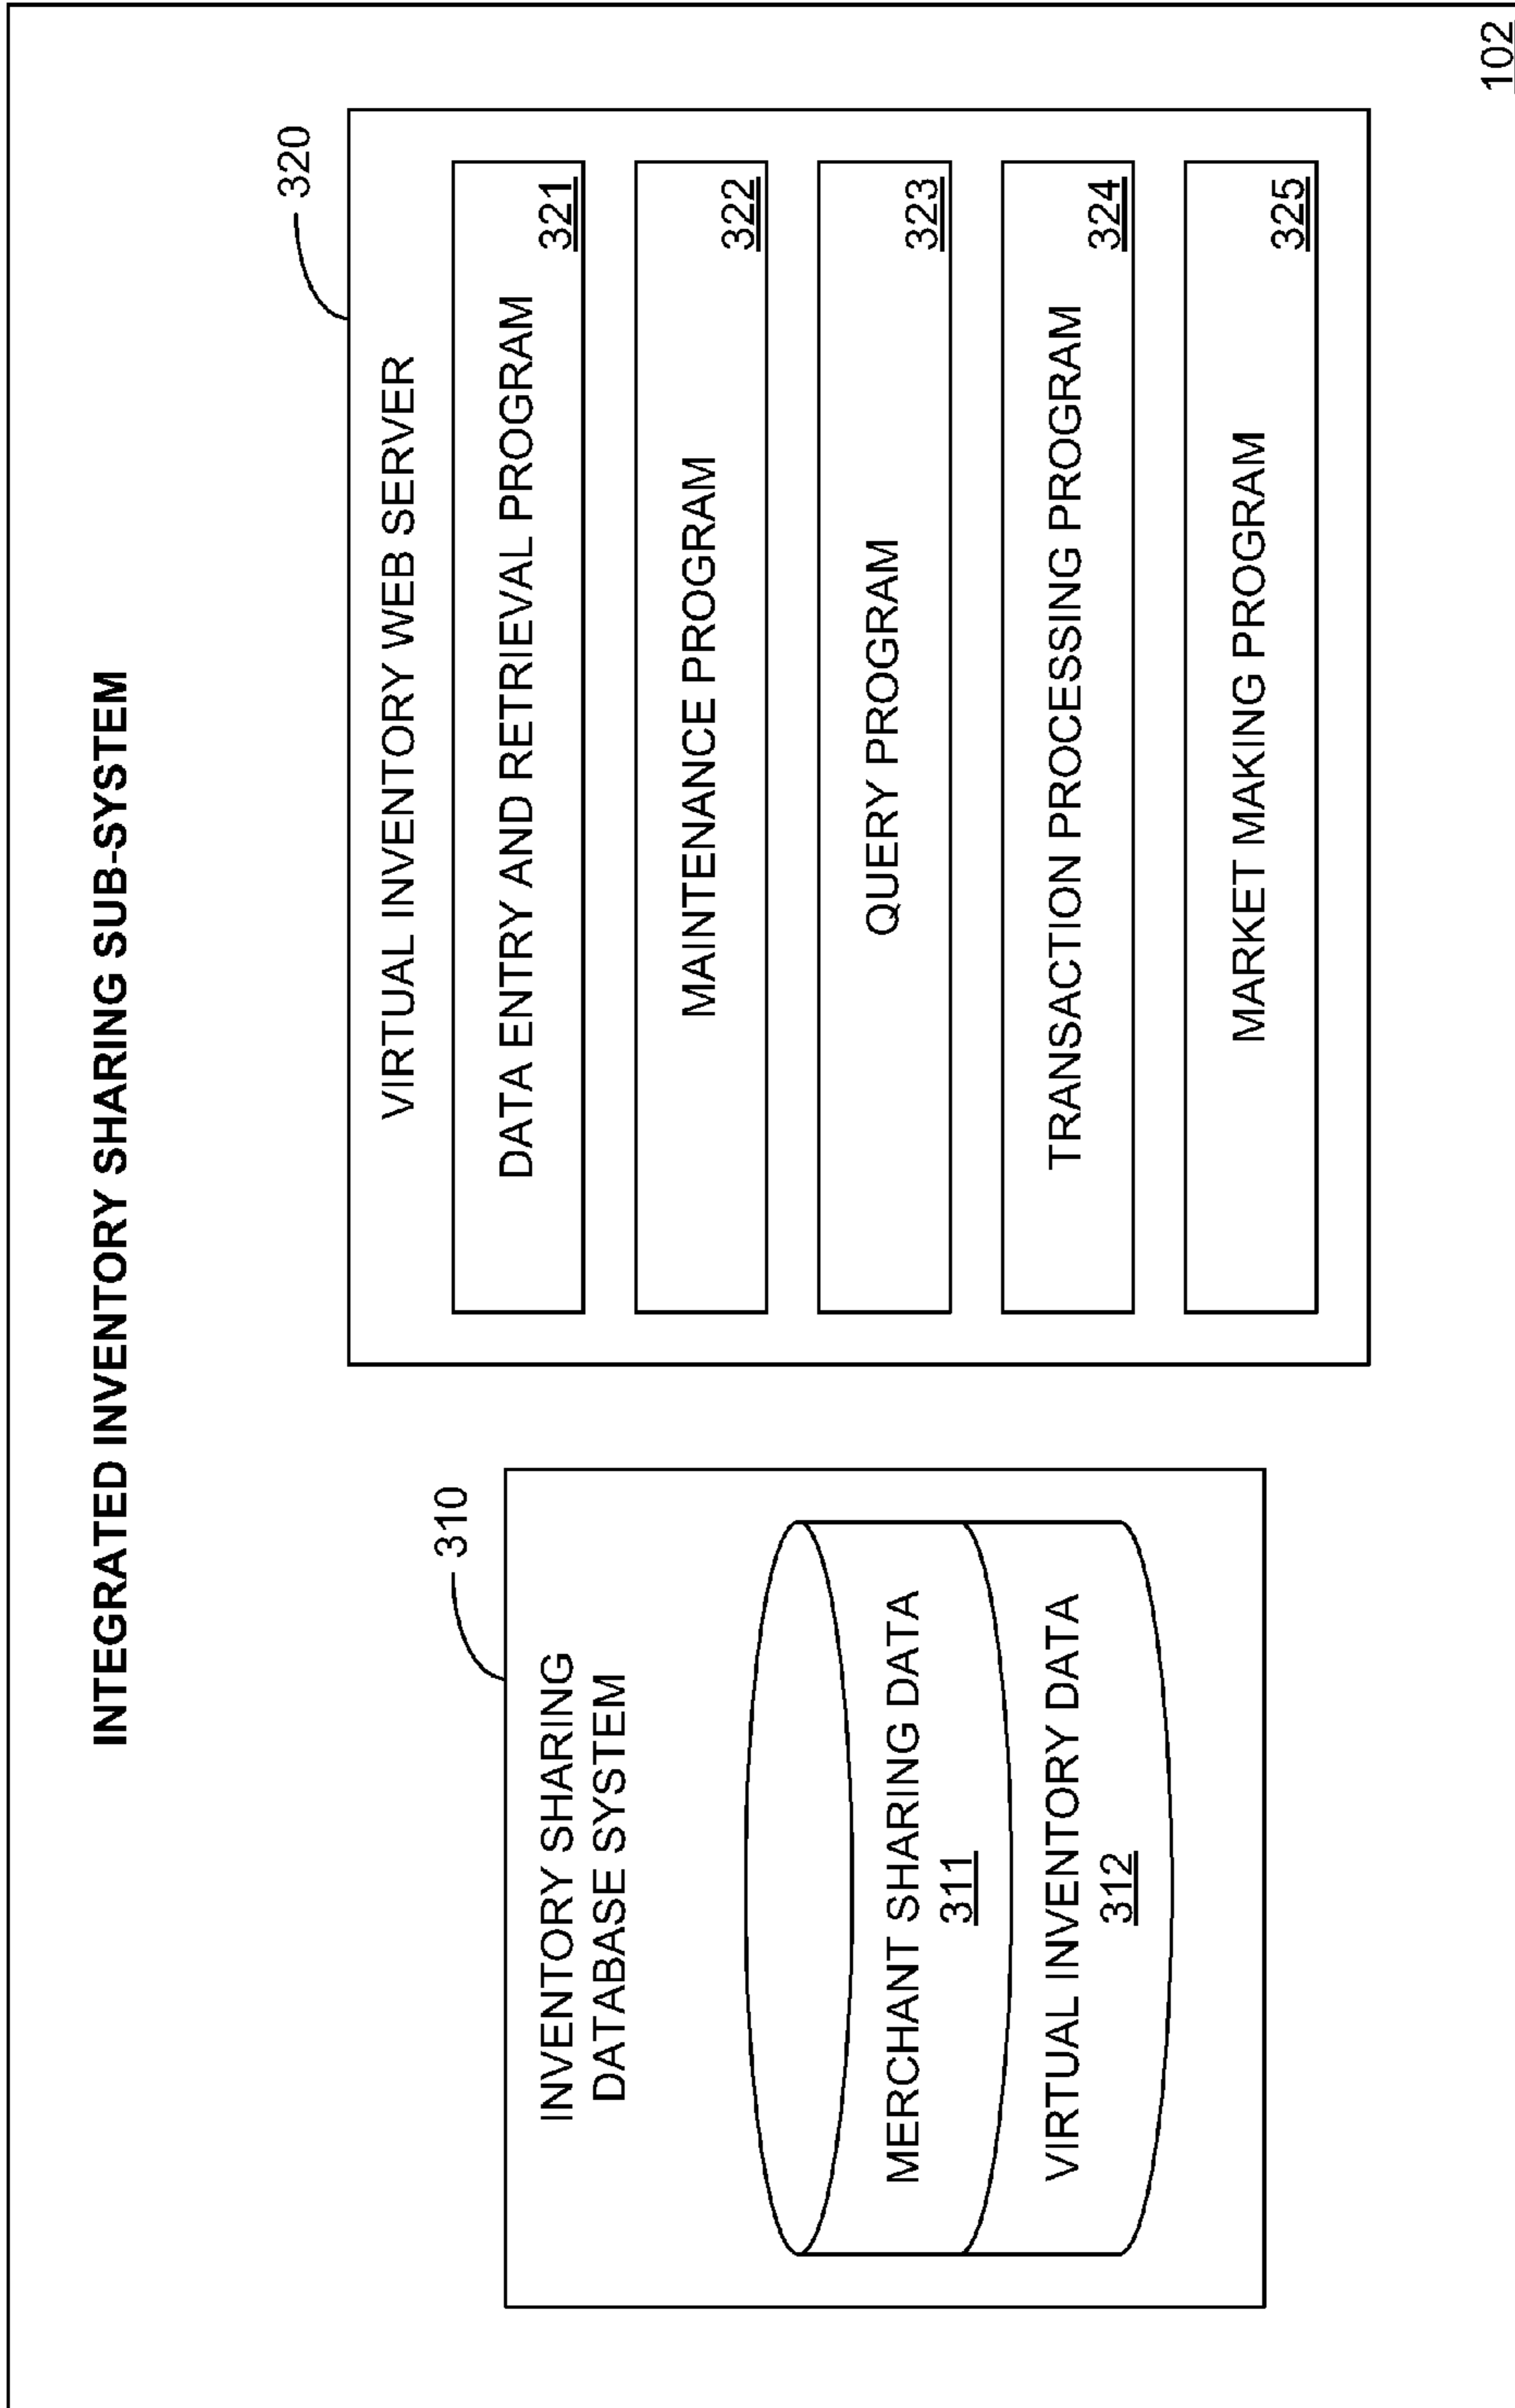 INTEGRATED INVENTORY SHARING SUB-SYSTEM
310
INVENTORY SHARING
DATABASE SYSTEM
MERCHANT SHARING DATA
311
VIRTUAL INVENTORY DATA
312
320
VIRTUAL INVENTORY WEB SERVER
DATA ENTRY AND RETRIEVAL PROGRAM
321
MAINTENANCE PROGRAM
322
QUERY PROGRAM
323
TRANSACTION PROCESSING PROGRAM
324
MARKET MAKING PROGRAM
325
102